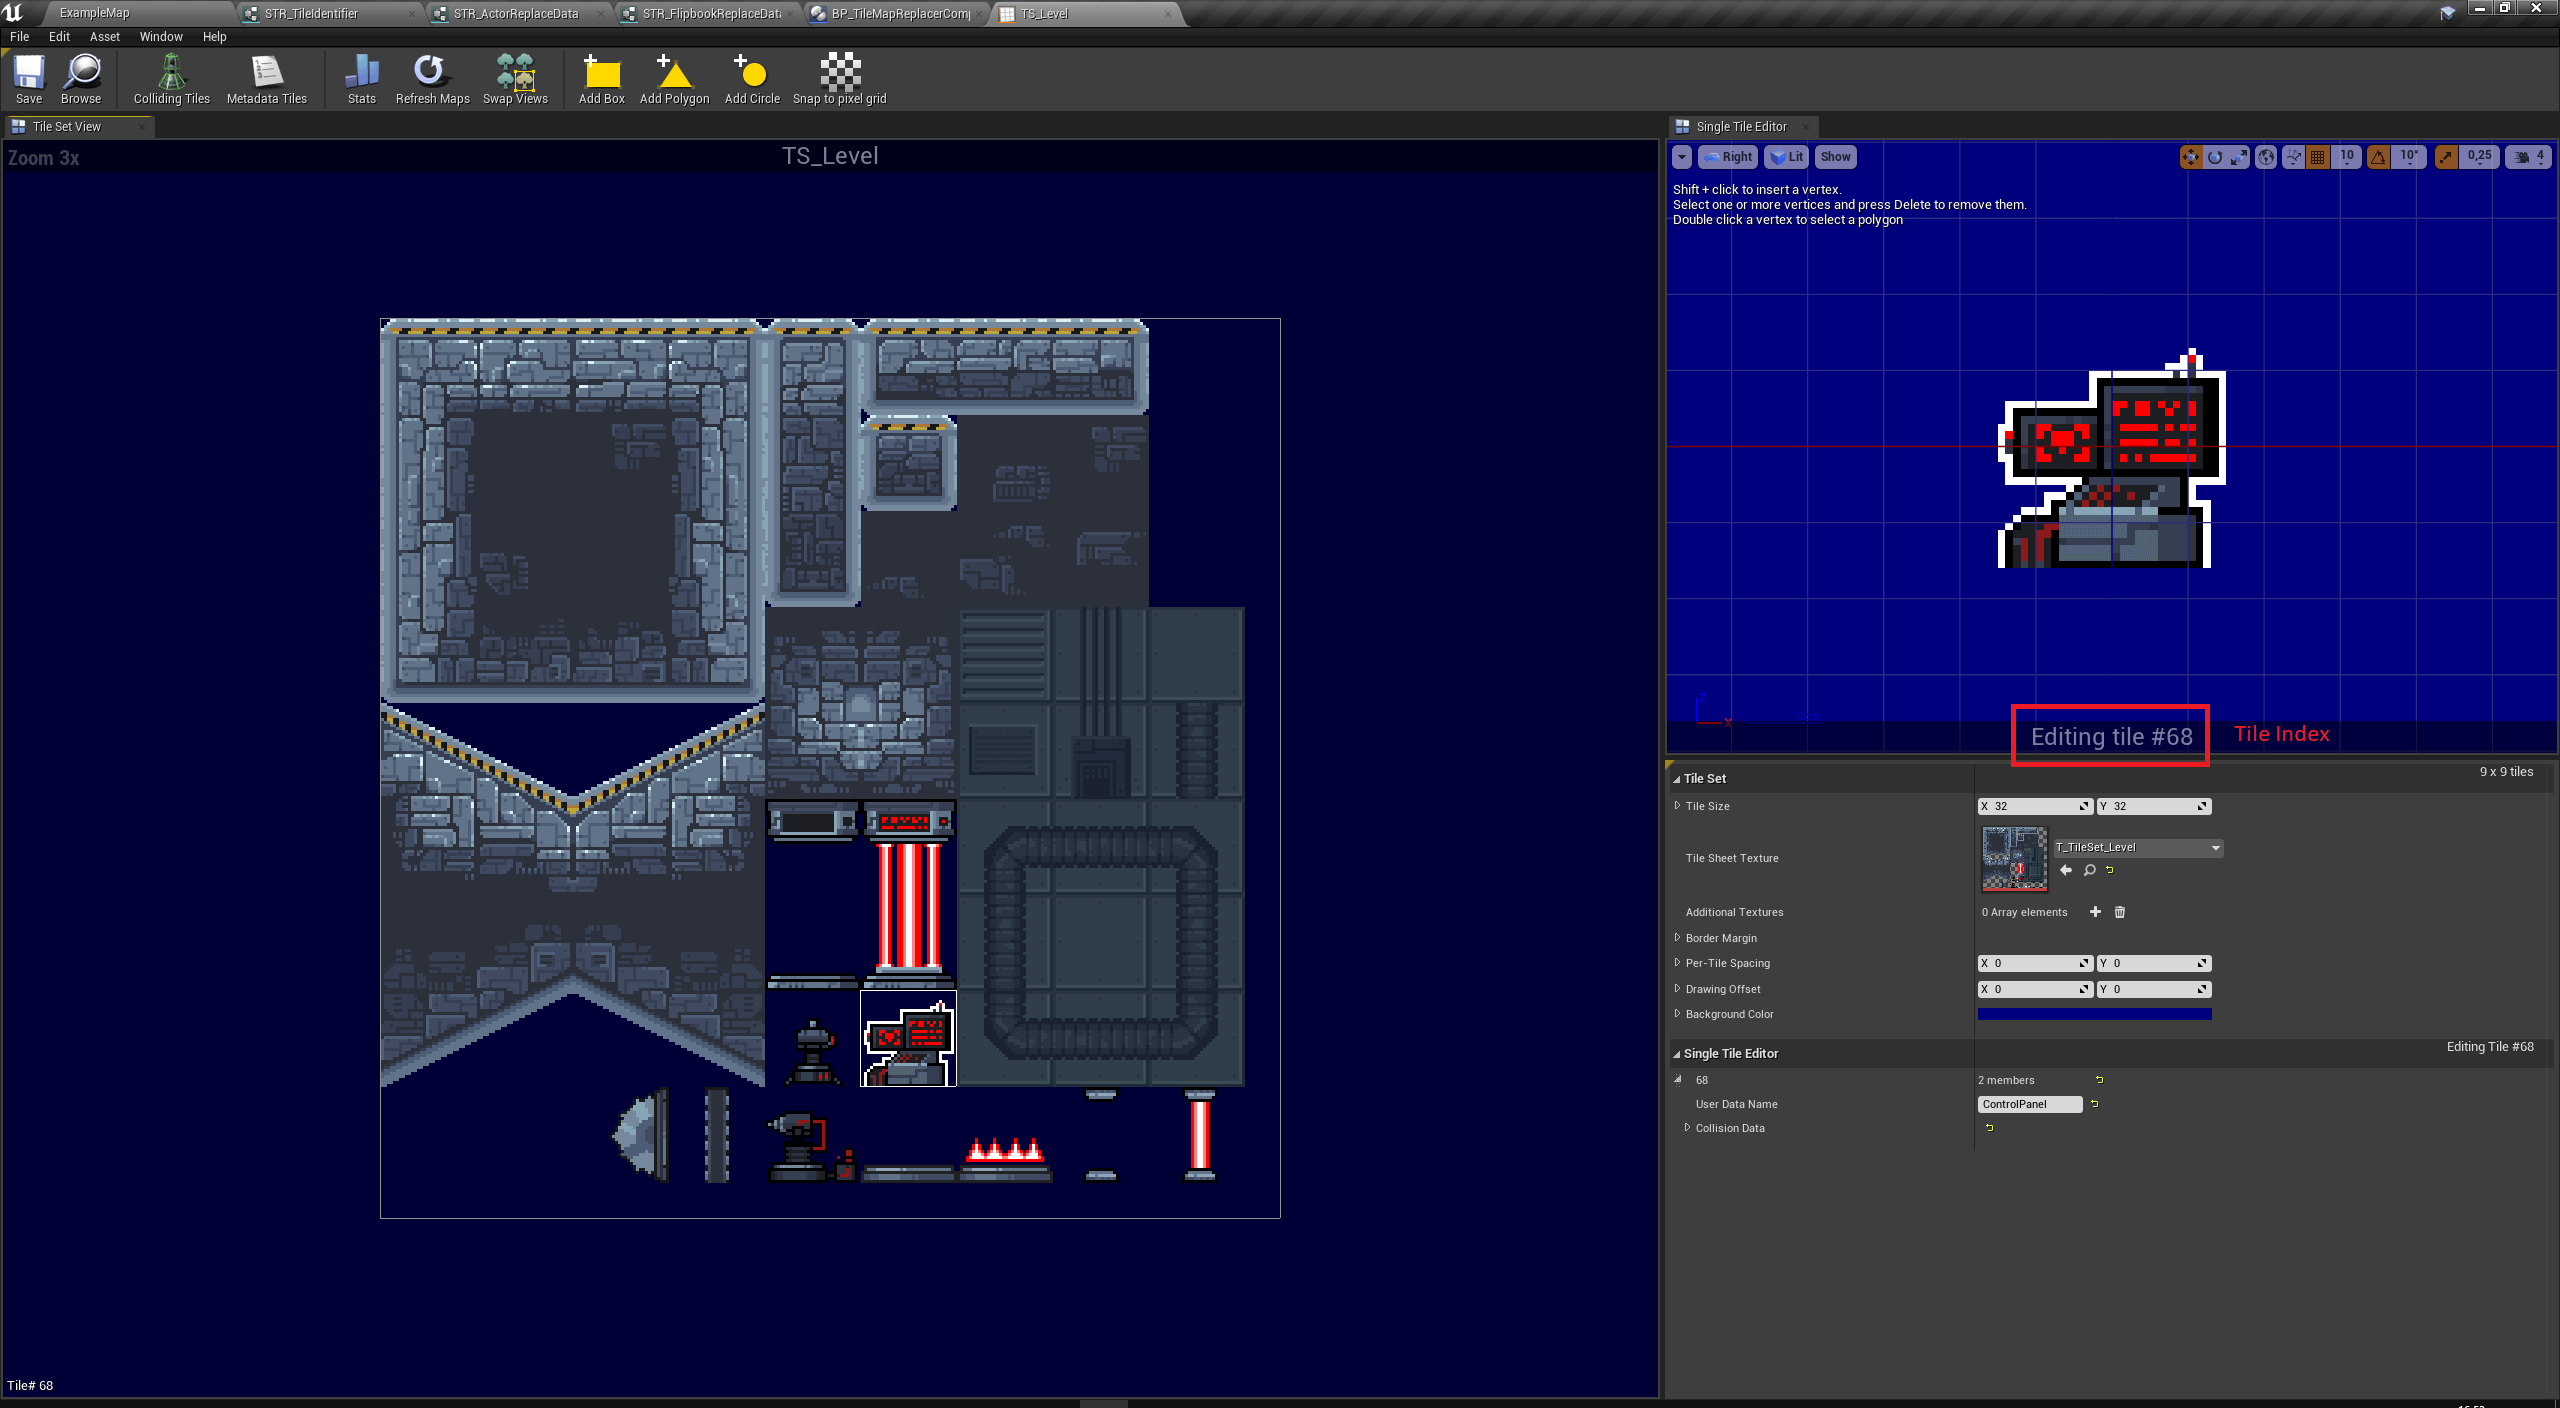 ExampleMap
STR_TileIdentifier
STR_ActorReplaceData
STR_FlipbookReplaceDat
BP_TileMapReplacerComp
TS_Level
File Edit Asset Window Help
Save Browse Colliding Tiles Metadata Tiles Stats Refresh Maps Swap Views Add Box Add Polygon Add Circle Snap to pixel grid
Tile Set View
Zoom 3x
TS_Level
Tile# 68
Single Tile Editor
Right Lit Show 10 10° 0,25 4
Shift + click to insert a vertex.
Select one or more vertices and press Delete to remove them.
Double click a vertex to select a polygon
Z
X
Editing tile #68 Tile Index
Tile Set 9 x 9 tiles
Tile Size X 32 Y 32
Tile Sheet Texture T_TileSet_Level
Additional Textures 0 Array elements
Border Margin
Per-Tile Spacing X 0 Y 0
Drawing Offset X 0 Y 0
Background Color
Single Tile Editor Editing Tile #68
68 2 members
User Data Name ControlPanel
Collision Data